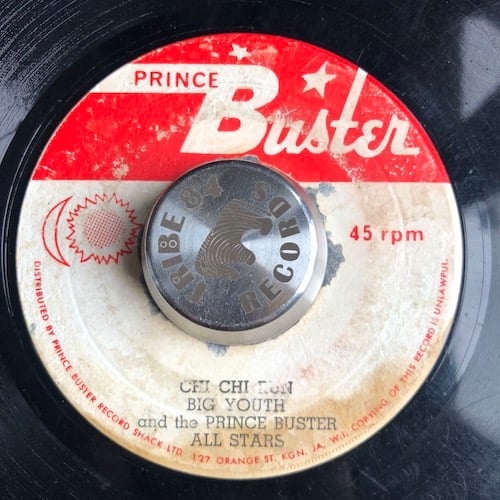 PRINCE
Buster
TRIBE 84
RECORDS
45 rpm
CHI CHI RUN
BIG YOUTH
and the PRINCE BUSTER
ALL STARS
DISTRIBUTED BY PRINCE BUSTER RECORD SHACK LTD 127 ORANGE ST. KGN. JA. W.I. COPYING OF THIS RECORD IS UNLAWFUL.